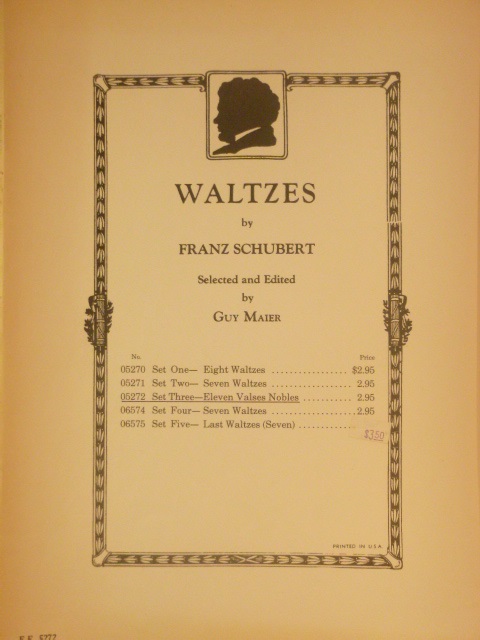 WALTZES
by
FRANZ SCHUBERT
Selected and Edited
by
GUY MAIER
No. Price
05270 Set One— Eight Waltzes ................. $2.95
05271 Set Two— Seven Waltzes .................. 2.95
05272 Set Three—Eleven Valses Nobles ........... 2.95
06574 Set Four— Seven Waltzes ................. 2.95
06575 Set Five— Last Waltzes (Seven) ............
$3.50
PRINTED IN U.S.A.